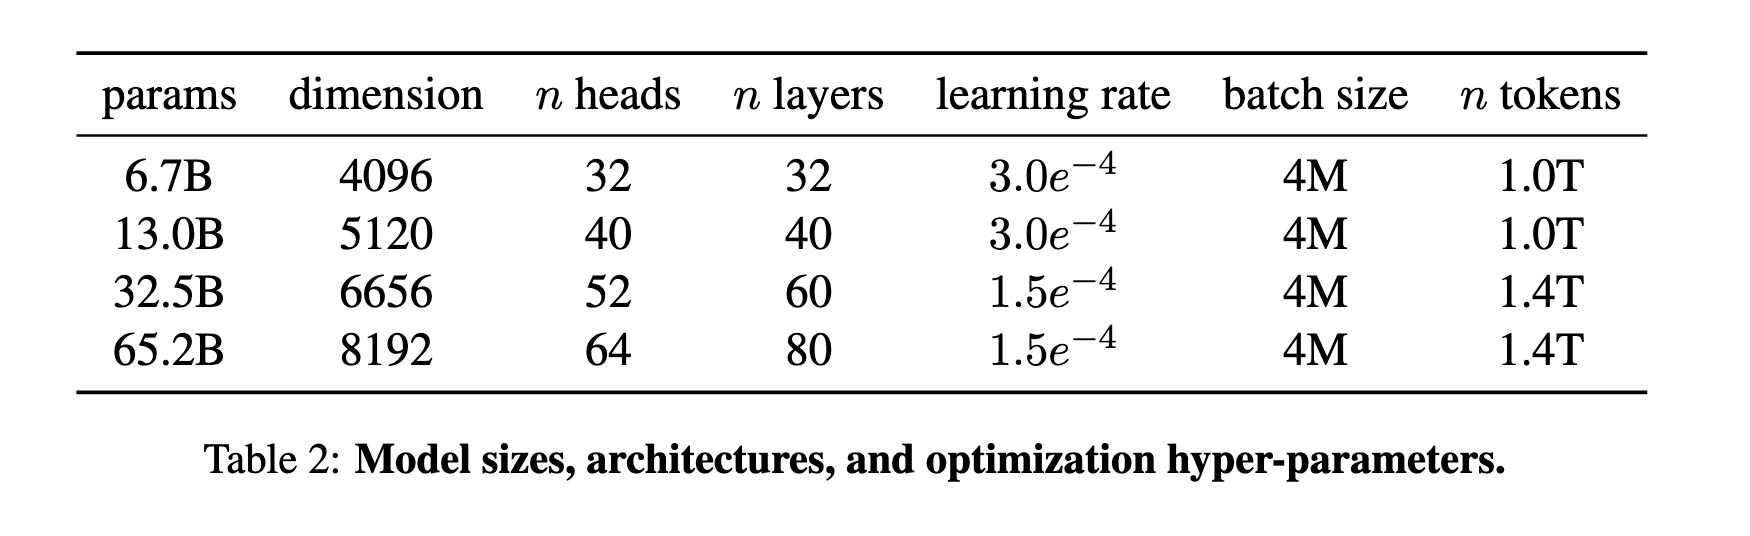 params dimension n heads n layers learning rate batch size n tokens
6.7B 4096 32 32 3.0e⁻⁴ 4M 1.0T
13.0B 5120 40 40 3.0e⁻⁴ 4M 1.0T
32.5B 6656 52 60 1.5e⁻⁴ 4M 1.4T
65.2B 8192 64 80 1.5e⁻⁴ 4M 1.4T
Table 2: Model sizes, architectures, and optimization hyper-parameters.